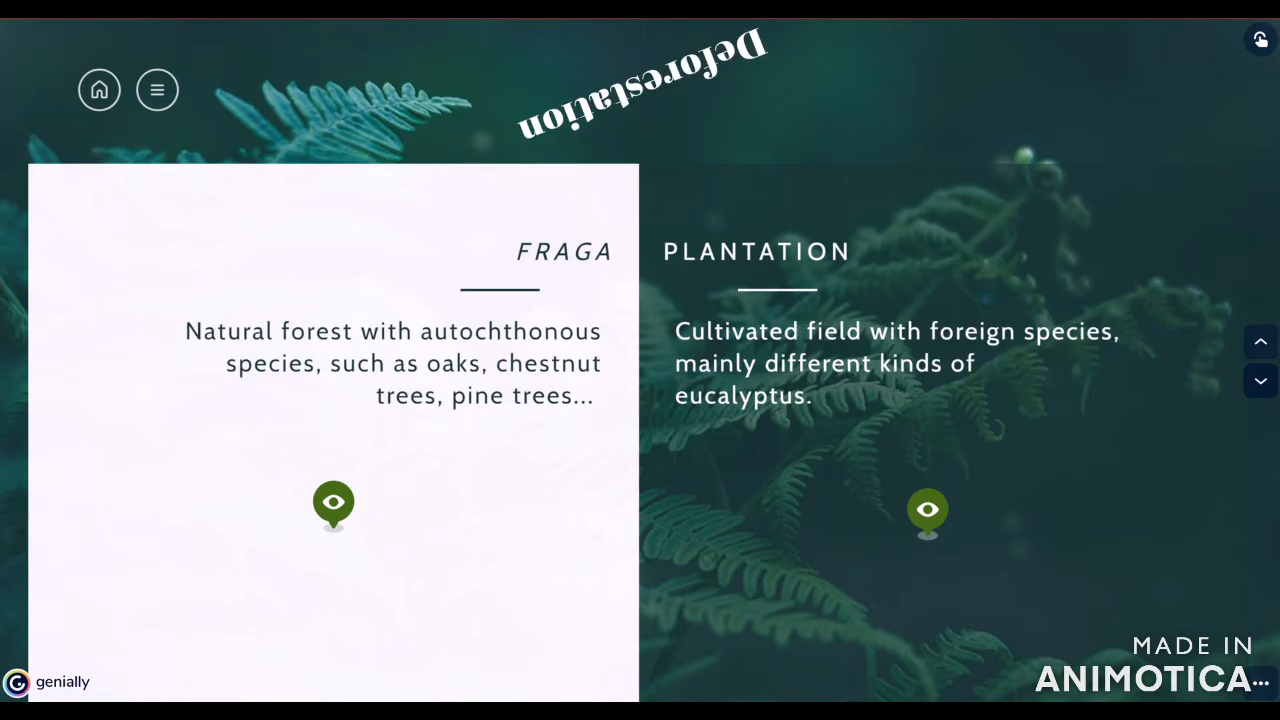 Deforestation
FRAGA
Natural forest with autochthonous
species, such as oaks, chestnut
trees, pine trees...
PLANTATION
Cultivated field with foreign species,
mainly different kinds of
eucalyptus.
genially
MADE IN
ANIMOTICA